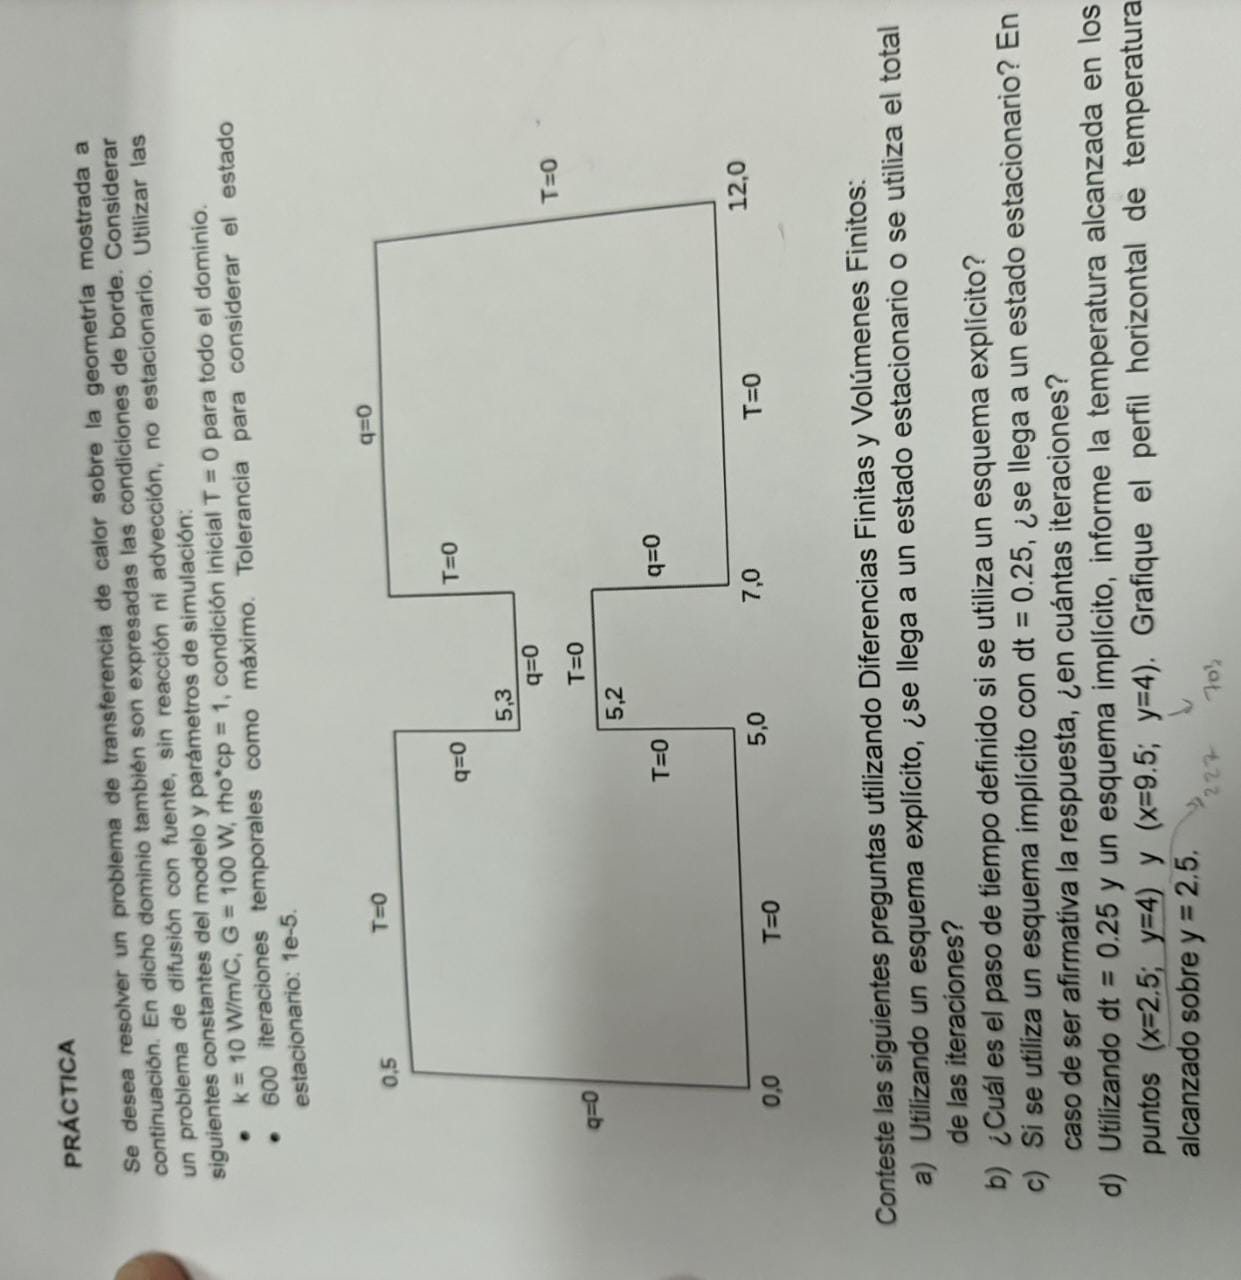 PRÁCTICA
Se desea resolver un problema de transferencia de calor sobre la geometría mostrada a
continuación. En dicho dominio también son expresadas las condiciones de borde. Considerar
un problema de difusión con fuente, sin reacción ni advección, no estacionario. Utilizar las
siguientes constantes del modelo y parámetros de simulación:
• k = 10 W/m/C, G = 100 W, rho*cp = 1, condición inicial T = 0 para todo el dominio.
• 600 iteraciones temporales como máximo. Tolerancia para considerar el estado
estacionario: 1e-5.
0,5
T=0
q=0
q=0
T=0
5,3
q=0
T=0
T=0
q=0
5,2
T=0
q=0
0,0
T=0
5,0
7,0
T=0
12,0
Conteste las siguientes preguntas utilizando Diferencias Finitas y Volúmenes Finitos:
a) Utilizando un esquema explícito, ¿se llega a un estado estacionario o se utiliza el total
de las iteraciones?
b) ¿Cuál es el paso de tiempo definido si se utiliza un esquema explícito?
c) Si se utiliza un esquema implícito con dt = 0.25, ¿se llega a un estado estacionario? En
caso de ser afirmativa la respuesta, ¿en cuántas iteraciones?
d) Utilizando dt = 0.25 y un esquema implícito, informe la temperatura alcanzada en los
puntos (x=2.5; y=4) y (x=9.5; y=4). Grafique el perfil horizontal de temperatura
alcanzado sobre y = 2.5.
227